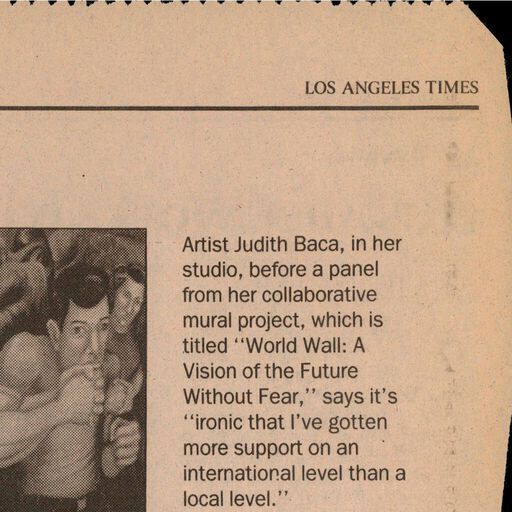 LOS ANGELES TIMES
Artist Judith Baca, in her
studio, before a panel
from her collaborative
mural project, which is
titled ‘‘World Wall: A
Vision of the Future
Without Fear,’’ says it’s
‘‘ironic that I’ve gotten
more support on an
international level than a
local level.’’